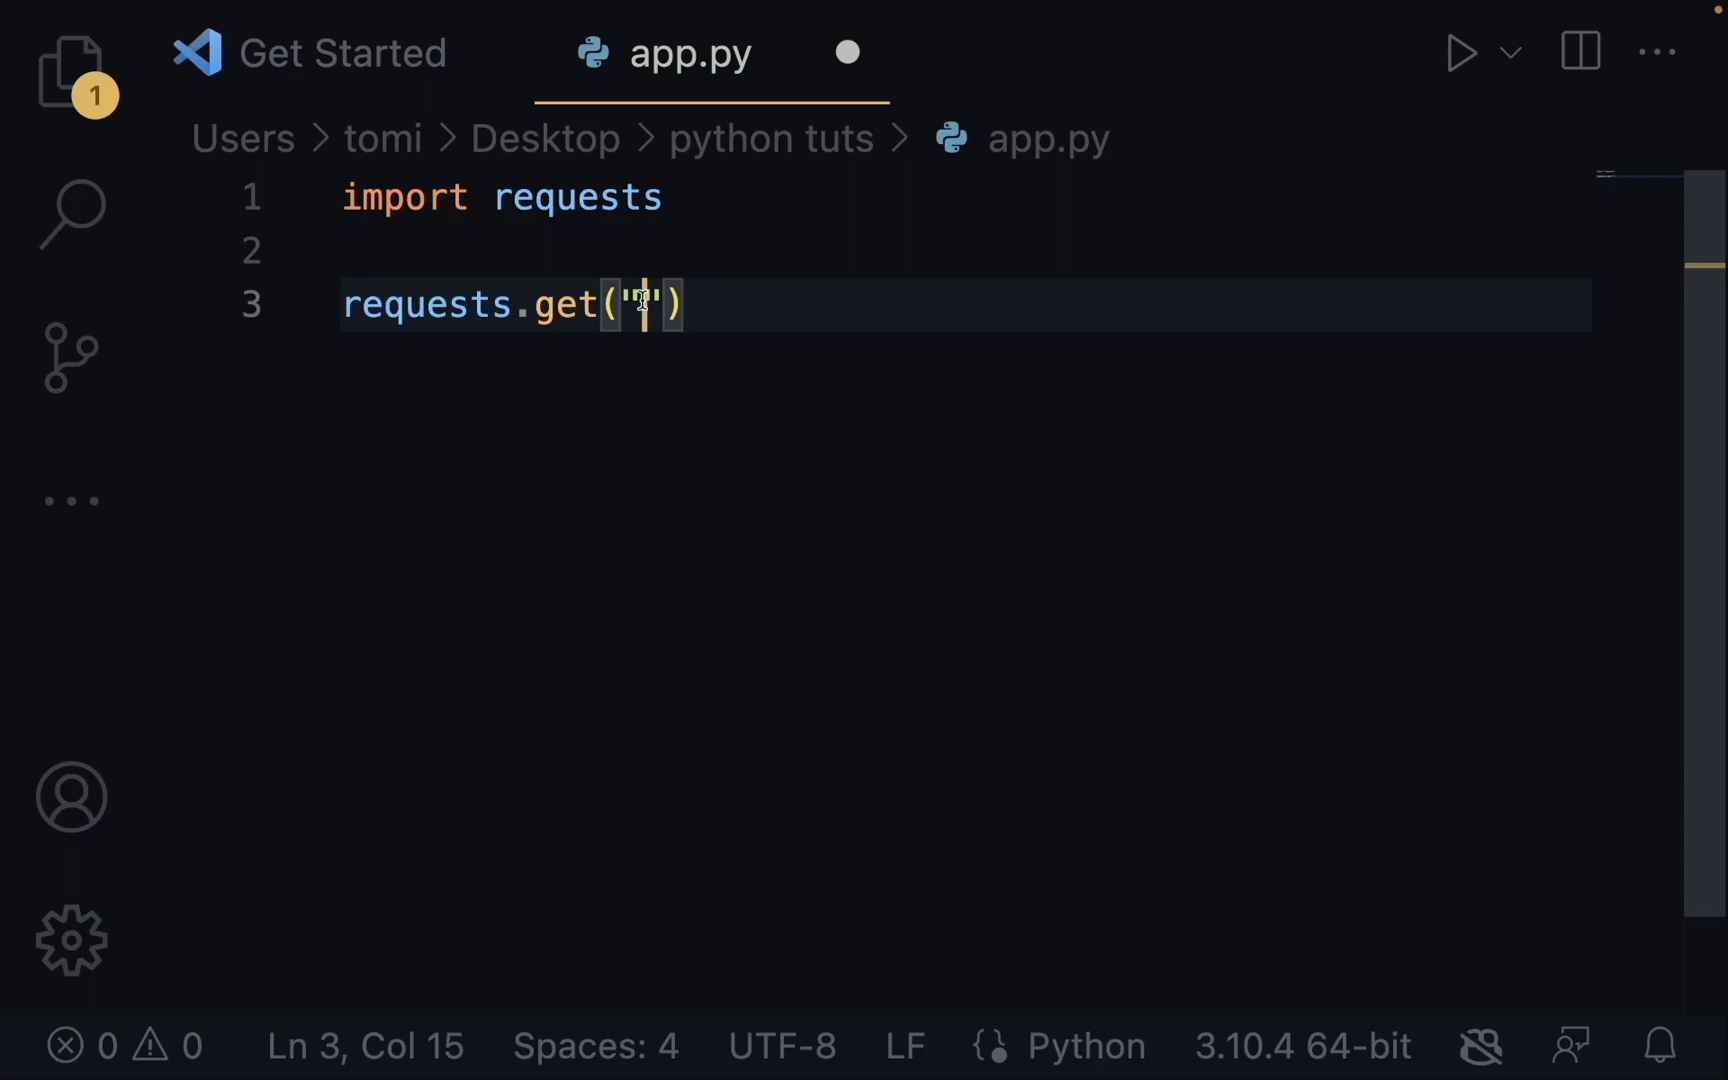 Get Started app.py
1
Users > tomi > Desktop > python tuts > app.py
1 import requests
2
3 requests.get("")
0 0 Ln 3, Col 15 Spaces: 4 UTF-8 LF Python 3.10.4 64-bit